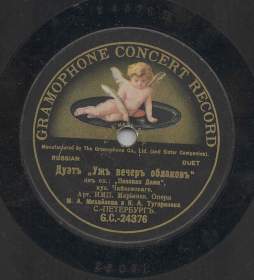 GRAMOPHONE CONCERT RECORD
Manufactured by The Gramophone Co., Ltd. (and Sister Companies).
RUSSIAN DUET
Дуэтъ „Ужъ вечеръ облаковъ“
изъ оп.: „Пиковая Дама“,
муз. Чайковскаго.
Арт. ИМП. Маріинск. Оперы
М. А. Михайлова и К. А. Тугаринова
С.-ПЕТЕРБУРГЪ.
G.C.-24376